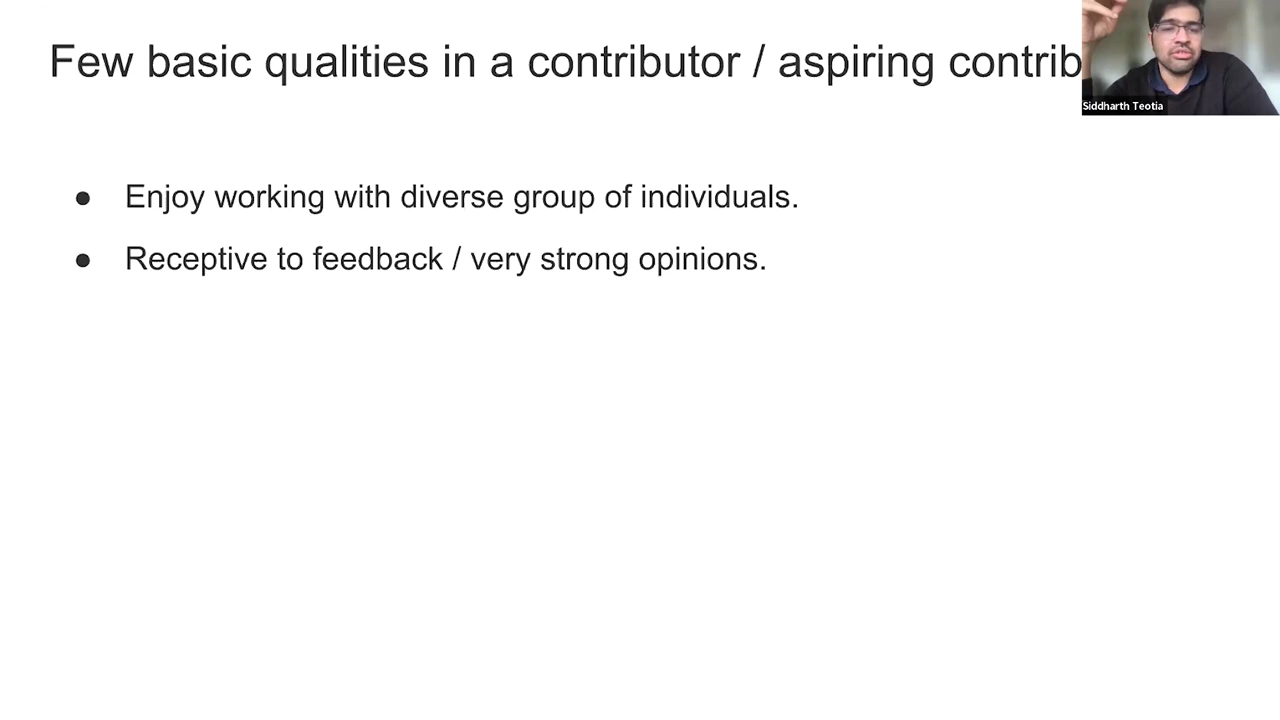 Few basic qualities in a contributor / aspiring contrib
Siddharth Teotia
● Enjoy working with diverse group of individuals.
● Receptive to feedback / very strong opinions.